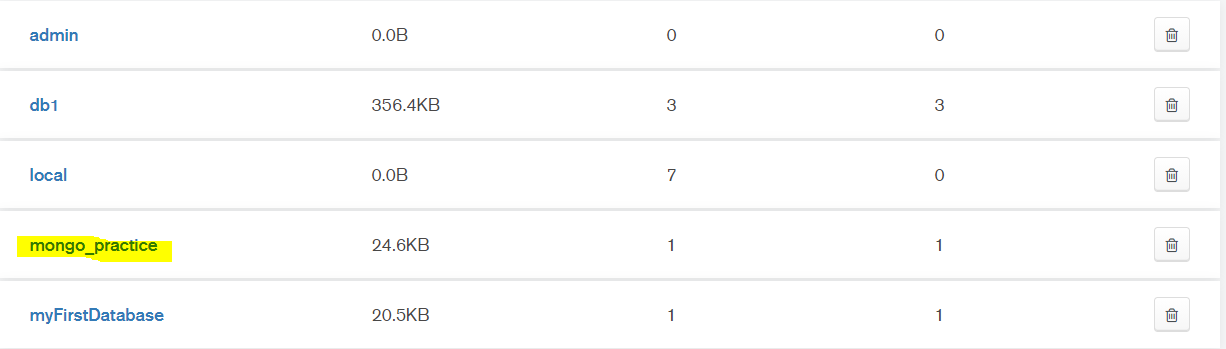 admin 0.0B 0 0
db1 356.4KB 3 3
local 0.0B 7 0
mongo_practice 24.6KB 1 1
myFirstDatabase 20.5KB 1 1